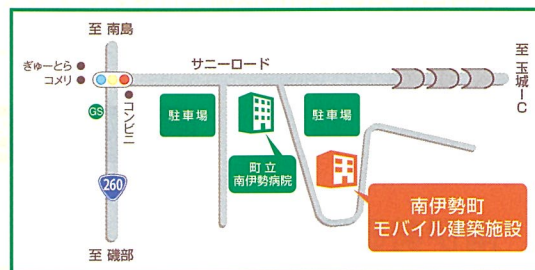 至 南島
ぎゅーとら
コメリ
サニーロード
至 玉城IC
GS
コンビニ
駐車場
駐車場
町立
南伊勢病院
260
南伊勢町
モバイル建築施設
至 磯部